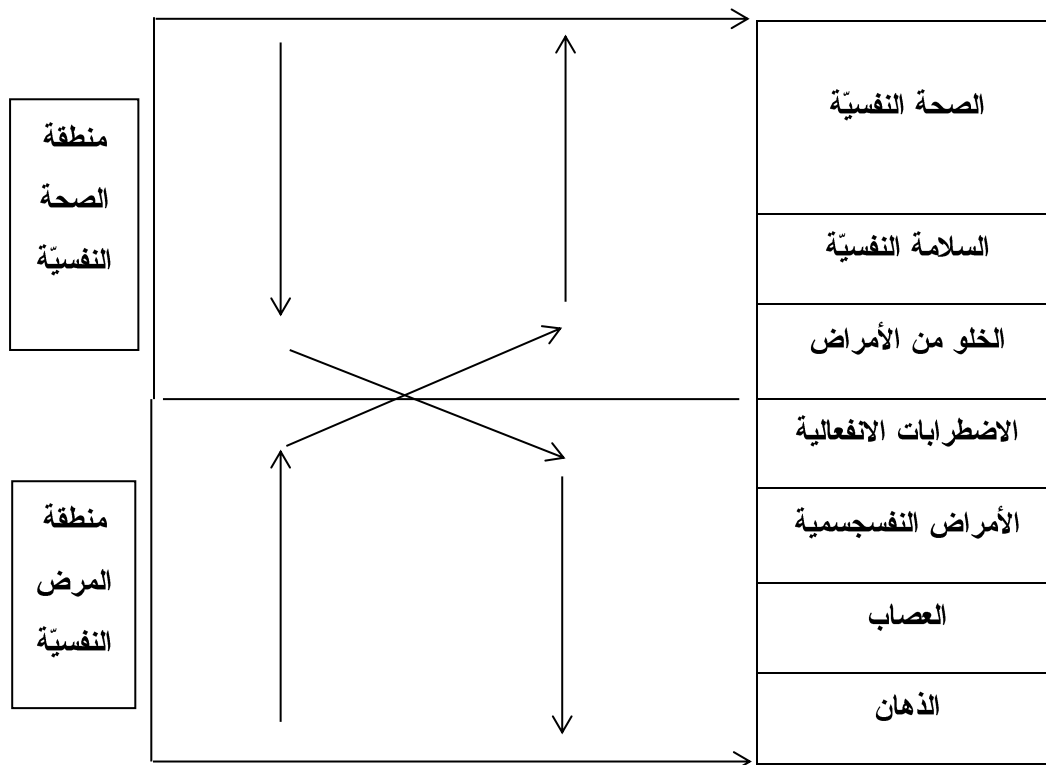 الصحة النفسيّة
السلامة النفسيّة
الخلو من الأمراض
الاضطرابات الانفعالية
الأمراض النفسجسمية
العصاب
الذهان
منطقة
الصحة
النفسيّة
منطقة
المرض
النفسيّة